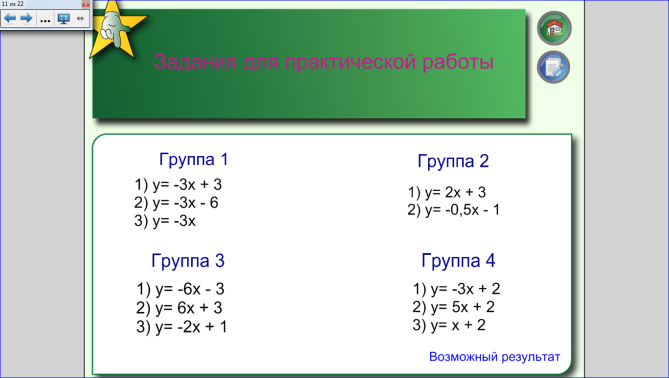 11 из 22
Задания для практической работы
Группа 1
1) y= -3x + 3
2) y= -3x - 6
3) y= -3x
Группа 2
1) y= 2x + 3
2) y= -0,5x - 1
Группа 3
1) y= -6x - 3
2) y= 6x + 3
3) y= -2x + 1
Группа 4
1) y= -3x + 2
2) y= 5x + 2
3) y= x + 2
Возможный результат